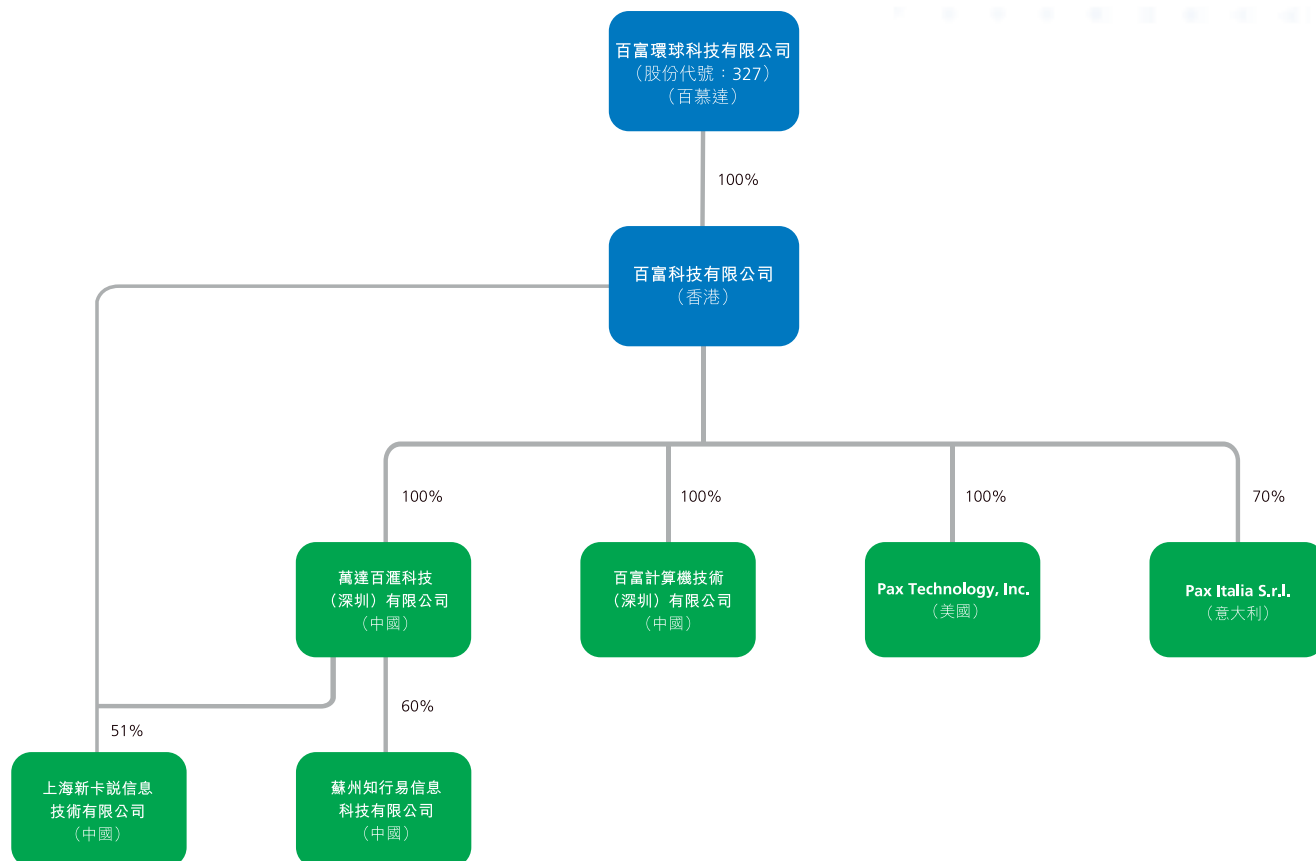 百富環球科技有限公司
（股份代號：327）
（百慕達）
100%
百富科技有限公司
（香港）
100%
100%
100%
70%
萬達百滙科技
（深圳）有限公司
（中國）
百富計算機技術
（深圳）有限公司
（中國）
Pax Technology, Inc.
（美國）
Pax Italia S.r.l.
（意大利）
51%
60%
上海新卡説信息
技術有限公司
（中國）
蘇州知行易信息
科技有限公司
（中國）